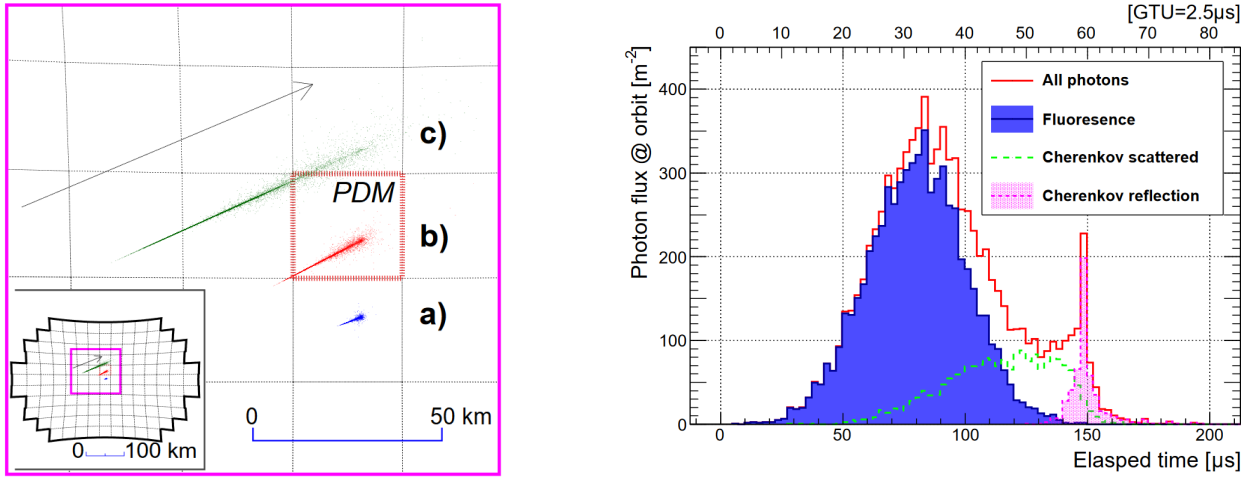 c)
PDM
b)
a)
0 50 km
0 100 km
[GTU=2.5μs]
0 10 20 30 40 50 60 70 80
Photon flux @ orbit [m⁻²]
400
300
200
100
0
All photons
Fluoresence
Cherenkov scattered
Cherenkov reflection
0 50 100 150 200
Elasped time [μs]